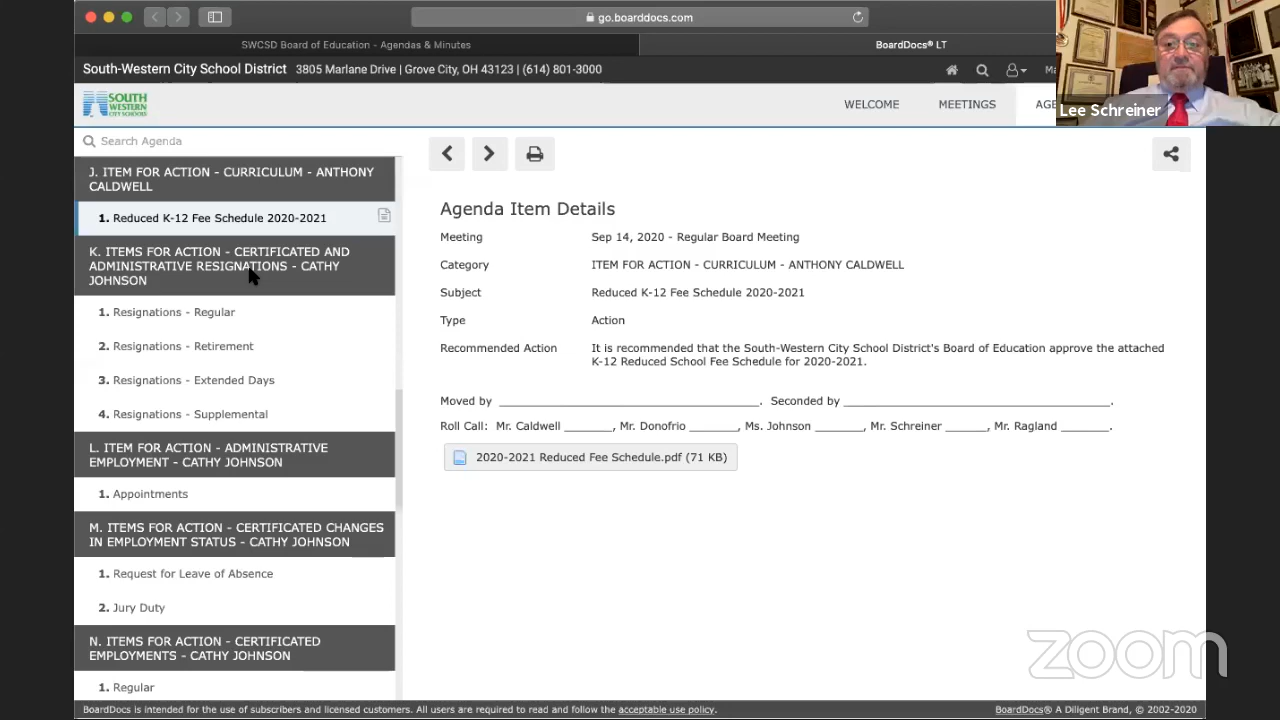 go.boarddocs.com
SWCSD Board of Education - Agendas & Minutes
BoardDocs® LT
South-Western City School District 3805 Marlane Drive | Grove City, OH 43123 | (614) 801-3000
Ma
SOUTH
WESTERN
CITY SCHOOLS
WELCOME
MEETINGS
AGE
Lee Schreiner
Search Agenda
J. ITEM FOR ACTION - CURRICULUM - ANTHONY
CALDWELL
1. Reduced K-12 Fee Schedule 2020-2021
K. ITEMS FOR ACTION - CERTIFICATED AND
ADMINISTRATIVE RESIGNATIONS - CATHY
JOHNSON
1. Resignations - Regular
2. Resignations - Retirement
3. Resignations - Extended Days
4. Resignations - Supplemental
L. ITEM FOR ACTION - ADMINISTRATIVE
EMPLOYMENT - CATHY JOHNSON
1. Appointments
M. ITEMS FOR ACTION - CERTIFICATED CHANGES
IN EMPLOYMENT STATUS - CATHY JOHNSON
1. Request for Leave of Absence
2. Jury Duty
N. ITEMS FOR ACTION - CERTIFICATED
EMPLOYMENTS - CATHY JOHNSON
1. Regular
Agenda Item Details
Meeting Sep 14, 2020 - Regular Board Meeting
Category ITEM FOR ACTION - CURRICULUM - ANTHONY CALDWELL
Subject Reduced K-12 Fee Schedule 2020-2021
Type Action
Recommended Action It is recommended that the South-Western City School District's Board of Education approve the attached
K-12 Reduced School Fee Schedule for 2020-2021.
Moved by ______________________________. Seconded by ______________________________.
Roll Call: Mr. Caldwell _______, Mr. Donofrio _______, Ms. Johnson _______, Mr. Schreiner ______, Mr. Ragland _______.
2020-2021 Reduced Fee Schedule.pdf (71 KB)
zoom
BoardDocs is intended for the use of subscribers and licensed customers. All users are required to read and follow the acceptable use policy.
BoardDocs® A Diligent Brand, © 2002-2020